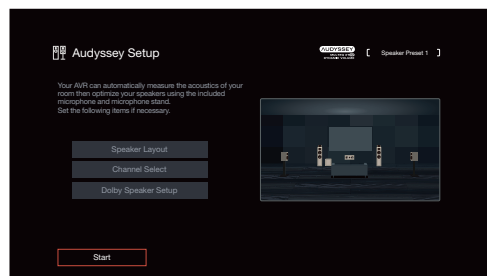 Audyssey Setup
AUDYSSEY
Speaker Preset 1
Your AVR can automatically measure the acoustics of your
room then optimize your speakers using the included
microphone and microphone stand.
Set the following items if necessary.
Speaker Layout
Channel Select
Dolby Speaker Setup
Start